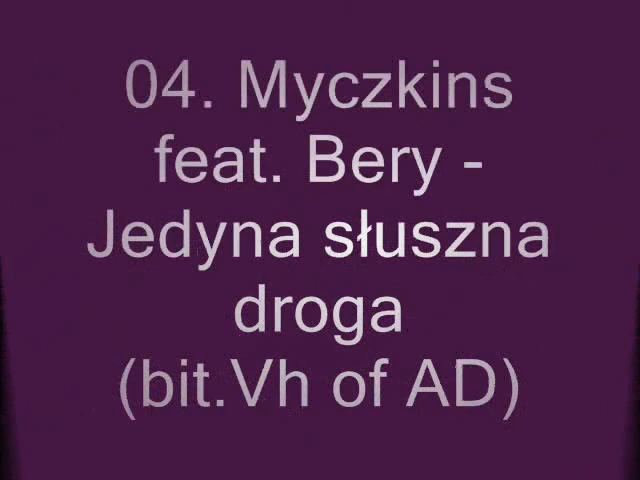 04. Myczkins
feat. Bery -
Jedyna słuszna
droga
(bit.Vh of AD)